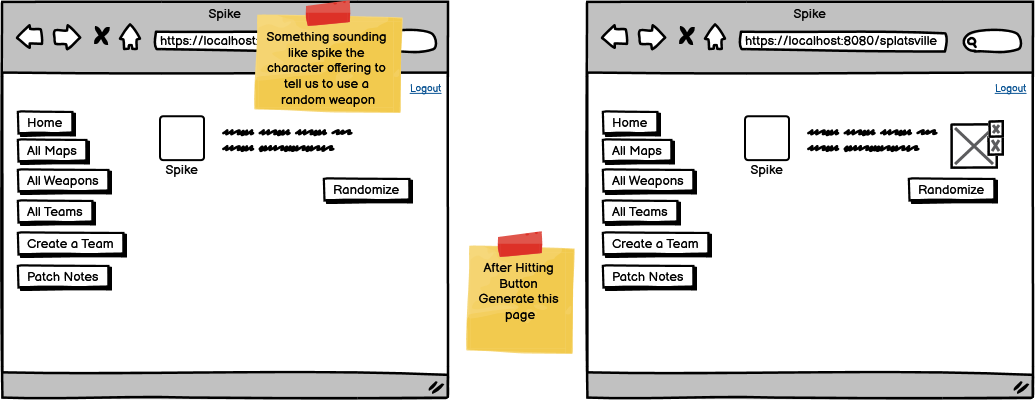 Spike
https://localhost:
Something sounding
like spike the
character offering to
tell us to use a
random weapon
Logout
Home
All Maps
All Weapons
All Teams
Create a Team
Patch Notes
Spike
Randomize
After Hitting
Button
Generate this
page
Spike
https://localhost:8080/splatsville
Logout
Home
All Maps
All Weapons
All Teams
Create a Team
Patch Notes
Spike
Randomize